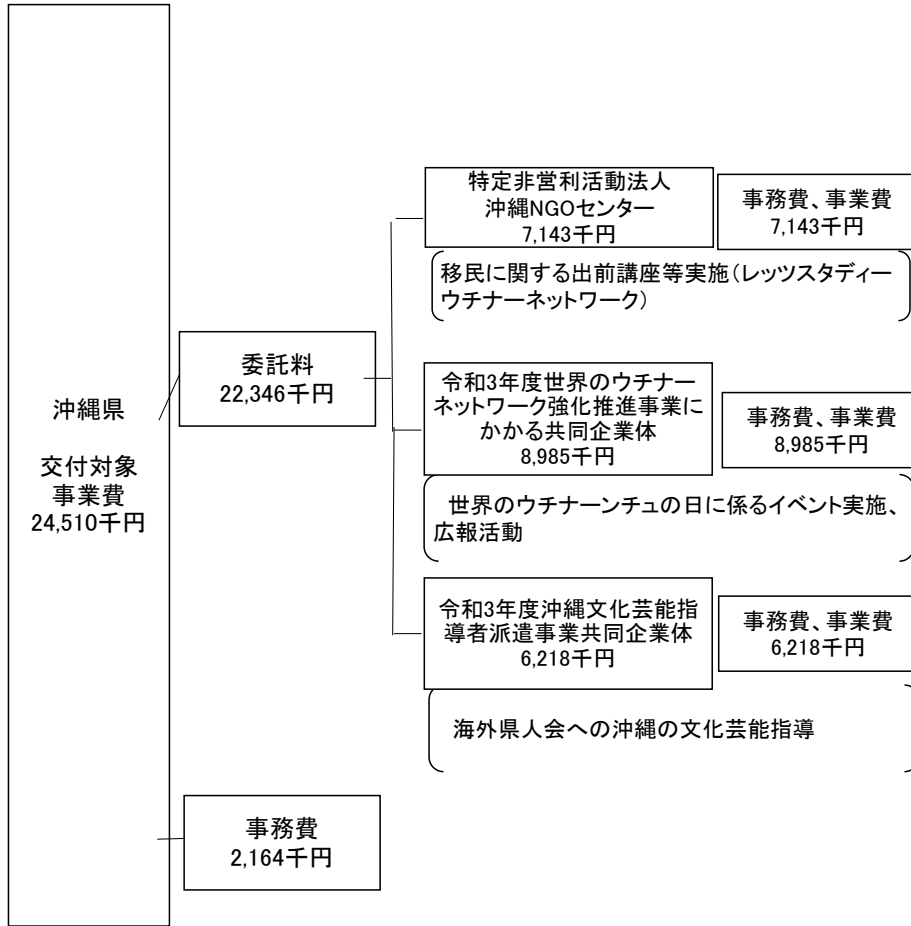 沖縄県
交付対象
事業費
24,510千円
委託料
22,346千円
特定非営利活動法人
沖縄NGOセンター
7,143千円
事務費、事業費
7,143千円
移民に関する出前講座等実施(レッツスタディー
ウチナーネットワーク)
令和3年度世界のウチナー
ネットワーク強化推進事業に
かかる共同企業体
8,985千円
事務費、事業費
8,985千円
世界のウチナーンチュの日に係るイベント実施、
広報活動
令和3年度沖縄文化芸能指
導者派遣事業共同企業体
6,218千円
事務費、事業費
6,218千円
海外県人会への沖縄の文化芸能指導
事務費
2,164千円